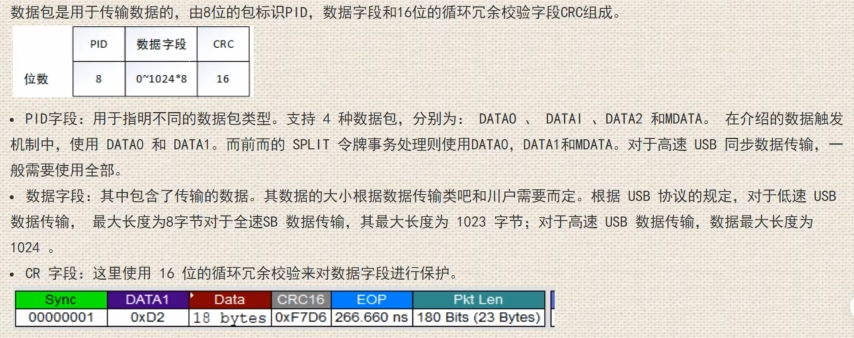 数据包是用于传输数据的, 由8位的包标识PID, 数据字段和16位的循环冗余校验字段CRC组成。
PID 数据字段 CRC
位数 8 0~1024*8 16
• PID字段: 用于指明不同的数据包类型。支持 4 种数据包, 分别为: DATA0 、 DATAI 、DATA2 和MDATA。 在介绍的数据触发
机制中, 使用 DATA0 和 DATA1。而前而的 SPLIT 令牌事务处理则使用DATA0, DATA1和MDATA。对于高速 USB 同步数据传输, 一
般需要使用全部。
• 数据字段: 其中包含了传输的数据。其数据的大小根据数据传输类吧和川户需要而定。根据 USB 协议的规定, 对于低速 USB
数据传输, 最大长度为8字节对于全速SB 数据传输, 其最大长度为 1023 字节; 对于高速 USB 数据传输, 数据最大长度为
1024 。
• CR 字段: 这里使用 16 位的循环冗余校验来对数据字段进行保护。
Sync DATA1 Data CRC16 EOP Pkt Len
00000001 0xD2 18 bytes 0xF7D6 266.660 ns 180 Bits (23 Bytes)